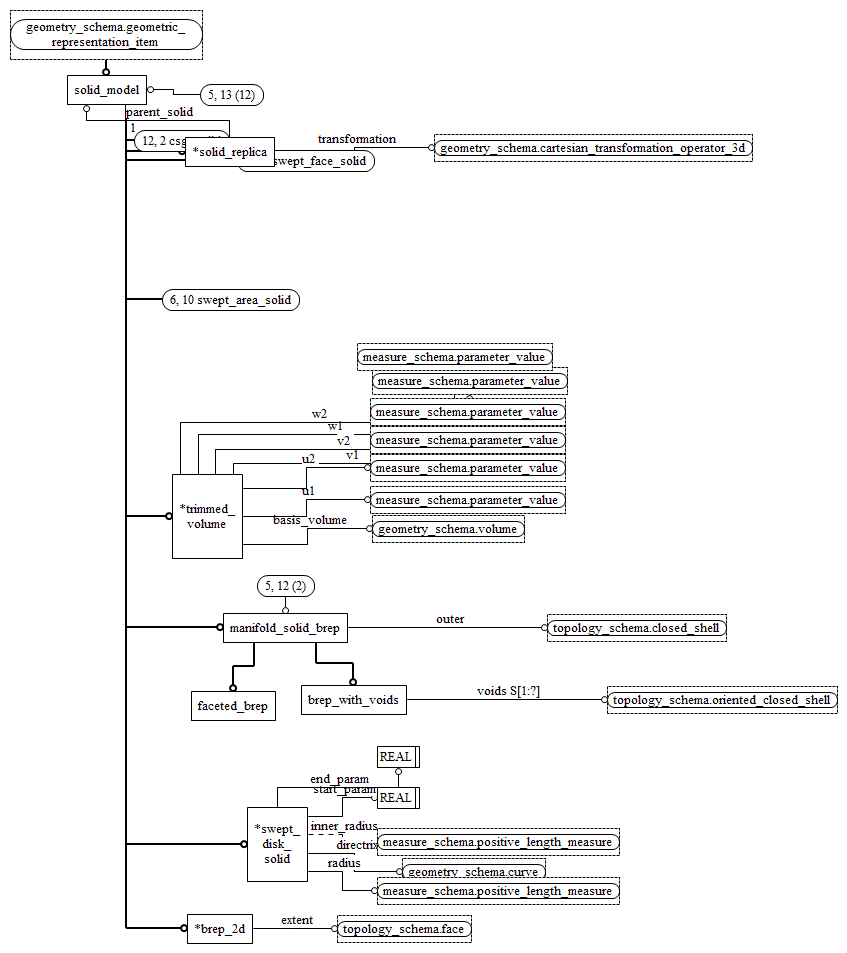 geometry_schema.geometric_
representation_item
solid_model
5, 13 (12)
parent_solid
1
12, 2
*solid_replica
transformation
geometry_schema.cartesian_transformation_operator_3d
swept_face_solid
6, 10 swept_area_solid
measure_schema.parameter_value
measure_schema.parameter_value
w2
measure_schema.parameter_value
w1
v2
measure_schema.parameter_value
v1
u2
measure_schema.parameter_value
u1
measure_schema.parameter_value
*trimmed_
volume
basis_volume
geometry_schema.volume
5, 12 (2)
manifold_solid_brep
outer
topology_schema.closed_shell
faceted_brep
brep_with_voids
voids S[1:?]
topology_schema.oriented_closed_shell
REAL
end_param
start_param
REAL
*swept_
disk_
solid
inner_radius
measure_schema.positive_length_measure
directrix
radius
geometry_schema.curve
measure_schema.positive_length_measure
*brep_2d
extent
topology_schema.face